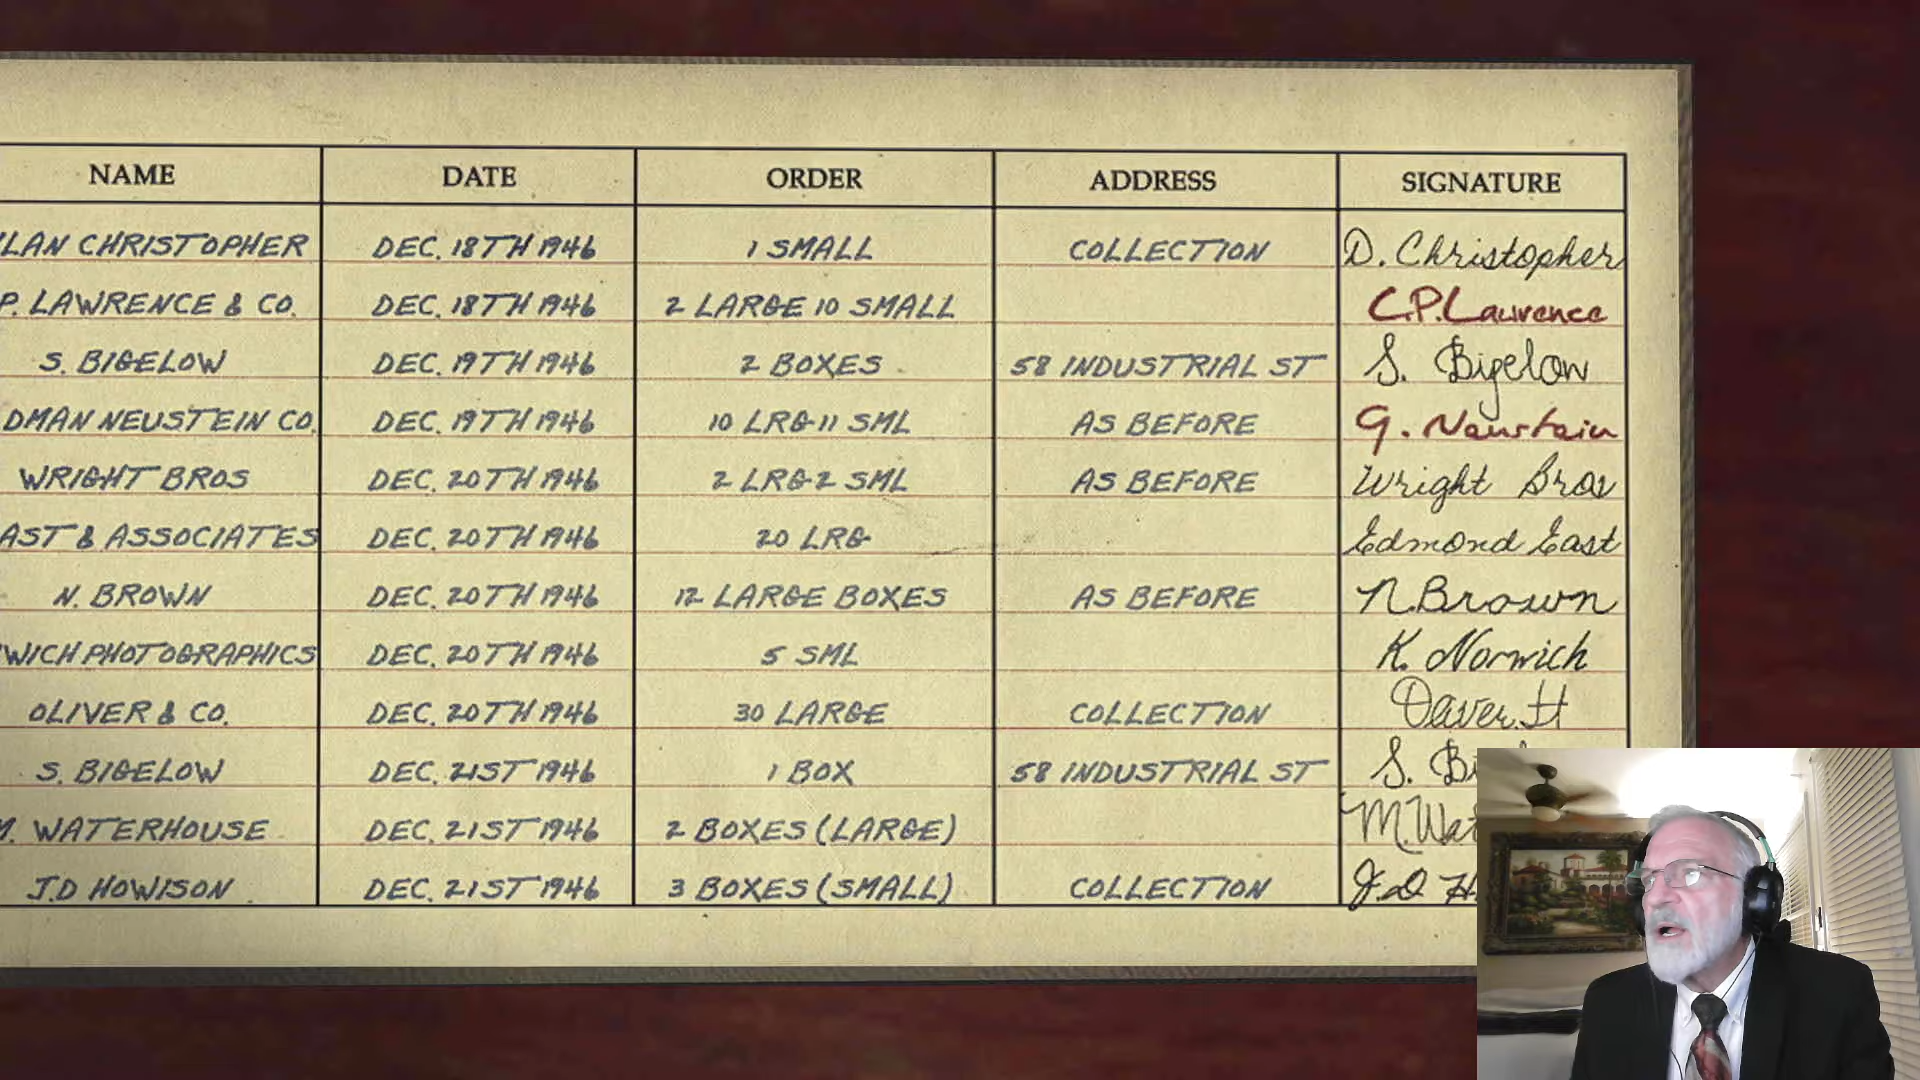 NAME DATE ORDER ADDRESS SIGNATURE
LAN CHRISTOPHER DEC. 18TH 1946 1 SMALL COLLECTION D. Christopher
P. LAWRENCE & CO. DEC. 18TH 1946 2 LARGE 10 SMALL C.P. Lawrence
S. BIGELOW DEC. 19TH 1946 2 BOXES 58 INDUSTRIAL ST S. Bigelow
DMAN NEUSTEIN CO. DEC. 19TH 1946 10 LRG 11 SML AS BEFORE G. Neustein
WRIGHT BROS DEC. 20TH 1946 2 LRG 2 SML AS BEFORE Wright Bros
AST & ASSOCIATES DEC. 20TH 1946 20 LRG Edmond East
N. BROWN DEC. 20TH 1946 12 LARGE BOXES AS BEFORE N. Brown
WICH PHOTOGRAPHICS DEC. 20TH 1946 5 SML K. Norwich
OLIVER & CO. DEC. 20TH 1946 30 LARGE COLLECTION
S. BIGELOW DEC. 21ST 1946 1 BOX 58 INDUSTRIAL ST S. Bi
M. WATERHOUSE DEC. 21ST 1946 2 BOXES (LARGE) M. Wat
J.D HOWISON DEC. 21ST 1946 3 BOXES (SMALL) COLLECTION J.D H